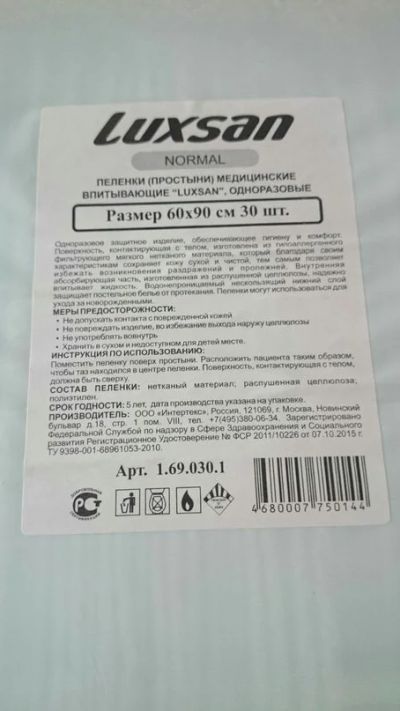 Luxsan
NORMAL
ПЕЛЕНКИ (ПРОСТЫНИ) МЕДИЦИНСКИЕ
ВПИТЫВАЮЩИЕ "LUXSAN", ОДНОРАЗОВЫЕ
Размер 60х90 см 30 шт.
Одноразовое защитное изделие, обеспечивающее гигиену и комфорт.
Поверхность, контактирующая с телом, изготовлена из гипоаллергенного
фильтрующего мягкого нетканого материала, который благодаря своим
характеристикам сохраняет кожу сухой и чистой, тем самым позволяет
избежать возникновения раздражений и пролежней. Внутренняя
абсорбирующая часть, из распушенной целлюлозы, надежно
впитывает жидкость. Водонепроницаемый нескользящий нижний слой
защищает постельное белье от протекания. Пеленки могут использоваться для
ухода за новорожденными.
МЕРЫ ПРЕДОСТОРОЖНОСТИ:
• Не допускать контакта с поврежденной кожей
• Не повреждать изделие, во избежание выхода наружу целлюлозы
• Не употреблять вовнутрь
• Хранить в сухом и недоступном для детей месте.
ИНСТРУКЦИЯ ПО ИСПОЛЬЗОВАНИЮ:
Поместить пеленку поверх простыни. Расположить пациента таким образом,
чтобы таз находился в центре пеленки. Поверхность, контактирующая с телом,
должна быть сверху.
СОСТАВ ПЕЛЕНКИ: нетканый материал; распушенная целлюлоза;
полиэтилен.
СРОК ГОДНОСТИ: 5 лет, дата производства указана на упаковке.
ПРОИЗВОДИТЕЛЬ: ООО «Интертекс», Россия, 121069, г. Москва, Новинский
бульвар д.18, стр. 1 пом. VIII, тел. +7(495)380-06-34. Зарегистрировано
Федеральной Службой по надзору в Сфере Здравоохранения и Социального
развития Регистрационное Удостоверение № ФСР 2011/10226 от 07.10.2015 г.
ТУ 9398-001-68961053-2010.
Арт. 1.69.030.1
4680007750144